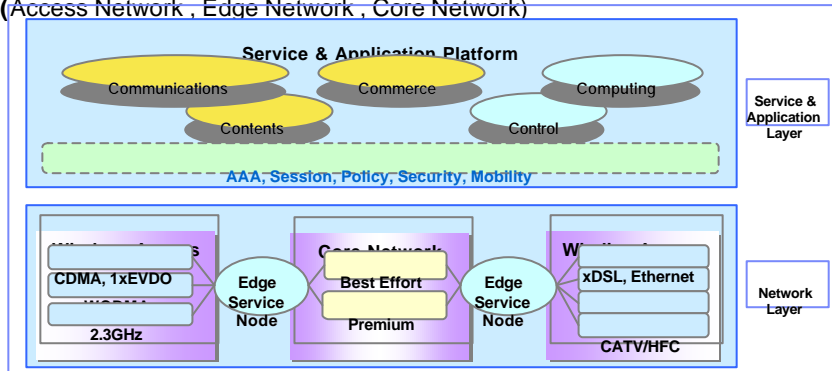 (Access Network , Edge Network , Core Network)
Service & Application Platform
Communications
Commerce
Computing
Contents
Control
AAA, Session, Policy, Security, Mobility
Service &
Application
Layer
Core Network
CDMA, 1xEVDO
2.3GHz
Edge
Service
Node
Best Effort
Premium
Edge
Service
Node
xDSL, Ethernet
CATV/HFC
Network
Layer